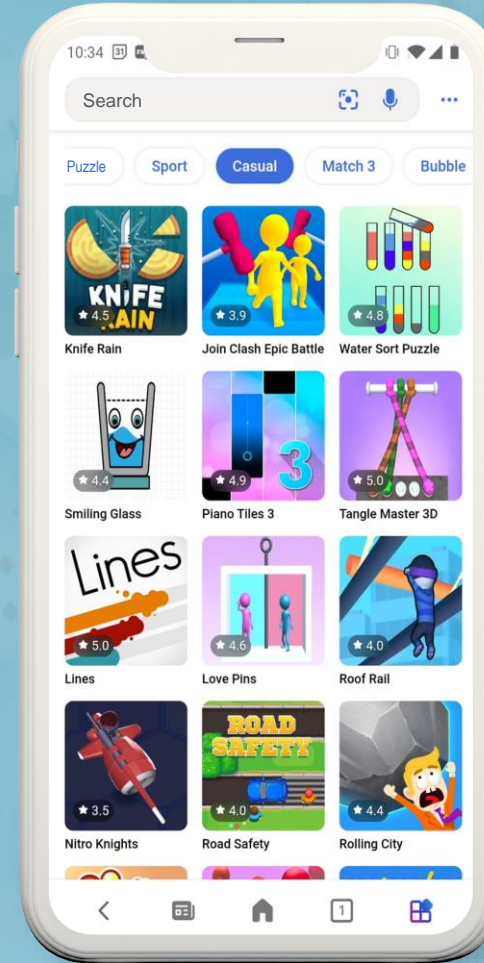 10:34 31
Search
Puzzle Sport Casual Match 3 Bubble
KNIFE
RAIN
★ 4.5 ★ 3.9 ★ 4.8
Knife Rain Join Clash Epic Battle Water Sort Puzzle
3
★ 4.4 ★ 4.9 ★ 5.0
Smiling Glass Piano Tiles 3 Tangle Master 3D
Lines
★ 5.0 ★ 4.6 ★ 4.0
Lines Love Pins Roof Rail
ROAD
SAFETY
★ 3.5 ★ 4.0 ★ 4.4
Nitro Knights Road Safety Rolling City
1